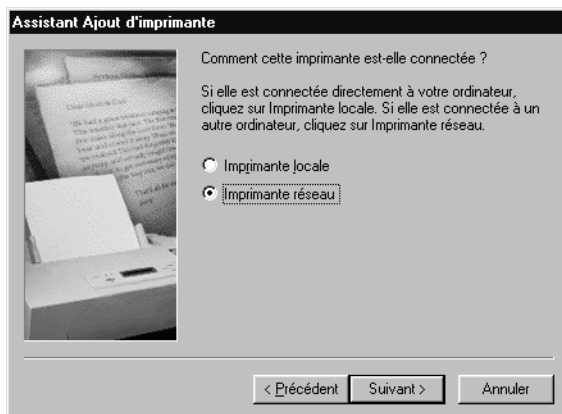 Assistant Ajout d'imprimante
Comment cette imprimante est-elle connectée ?
Si elle est connectée directement à votre ordinateur,
cliquez sur Imprimante locale. Si elle est connectée à un
autre ordinateur, cliquez sur Imprimante réseau.
Imprimante locale
Imprimante réseau
< Précédent
Suivant >
Annuler